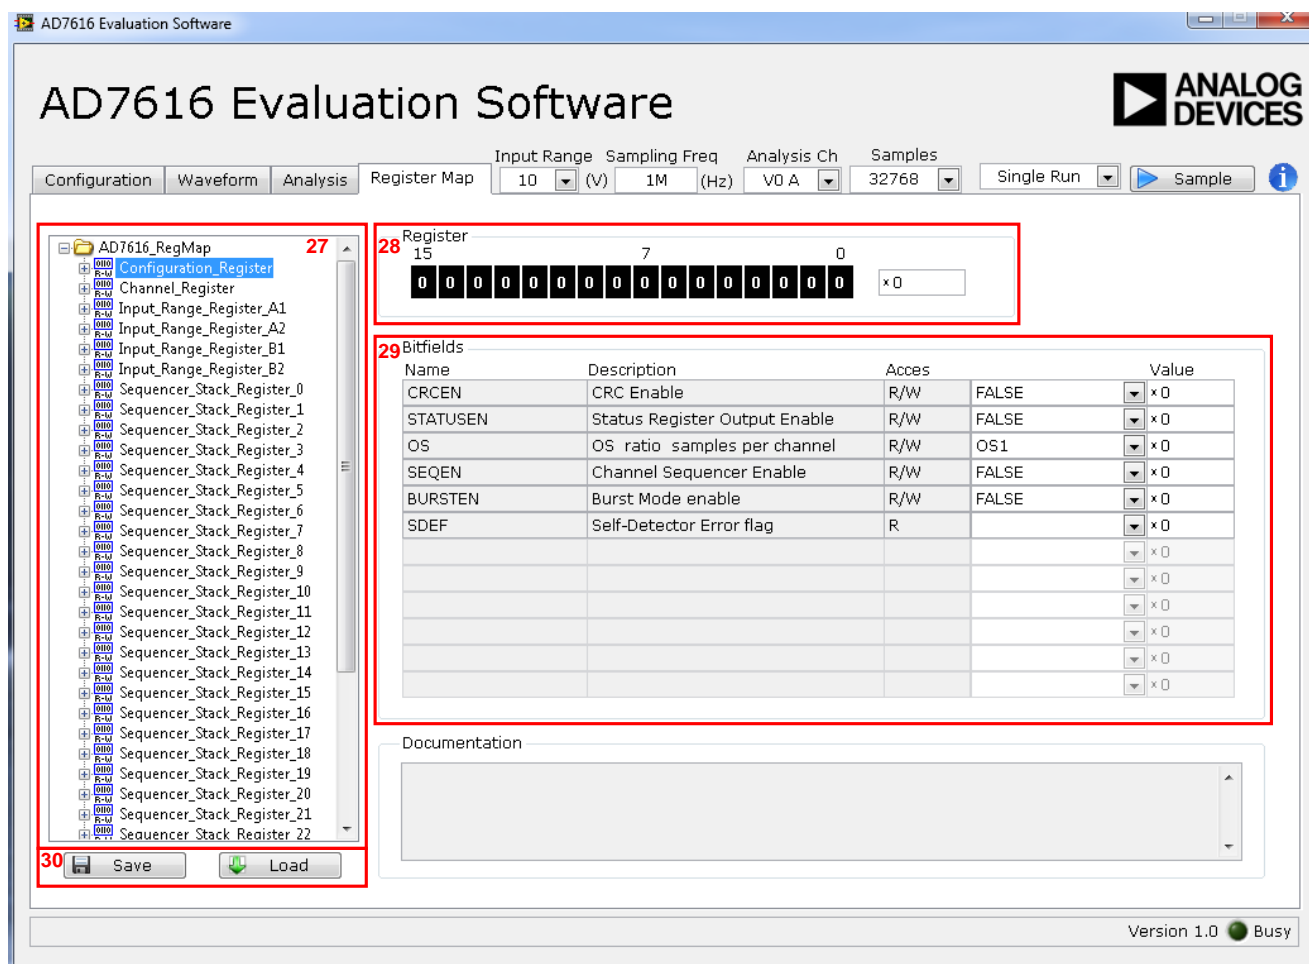 AD7616 Evaluation Software
AD7616 Evaluation Software
ANALOG
DEVICES
Input Range Sampling Freq Analysis Ch Samples
Configuration Waveform Analysis Register Map 10 (V) 1M (Hz) V0 A 32768 Single Run Sample i
27
AD7616_RegMap
Configuration_Register
Channel_Register
Input_Range_Register_A1
Input_Range_Register_A2
Input_Range_Register_B1
Input_Range_Register_B2
Sequencer_Stack_Register_0
Sequencer_Stack_Register_1
Sequencer_Stack_Register_2
Sequencer_Stack_Register_3
Sequencer_Stack_Register_4
Sequencer_Stack_Register_5
Sequencer_Stack_Register_6
Sequencer_Stack_Register_7
Sequencer_Stack_Register_8
Sequencer_Stack_Register_9
Sequencer_Stack_Register_10
Sequencer_Stack_Register_11
Sequencer_Stack_Register_12
Sequencer_Stack_Register_13
Sequencer_Stack_Register_14
Sequencer_Stack_Register_15
Sequencer_Stack_Register_16
Sequencer_Stack_Register_17
Sequencer_Stack_Register_18
Sequencer_Stack_Register_19
Sequencer_Stack_Register_20
Sequencer_Stack_Register_21
Sequencer_Stack_Register_22
30 Save Load
28 Register
15 7 0
0 0 0 0 0 0 0 0 0 0 0 0 0 0 0 0 x 0
29 Bitfields
Name Description Acces Value
CRCEN CRC Enable R/W FALSE x 0
STATUSEN Status Register Output Enable R/W FALSE x 0
OS OS ratio samples per channel R/W OS1 x 0
SEQEN Channel Sequencer Enable R/W FALSE x 0
BURSTEN Burst Mode enable R/W FALSE x 0
SDEF Self-Detector Error flag R x 0
x 0
x 0
x 0
x 0
x 0
x 0
Documentation
Version 1.0 Busy